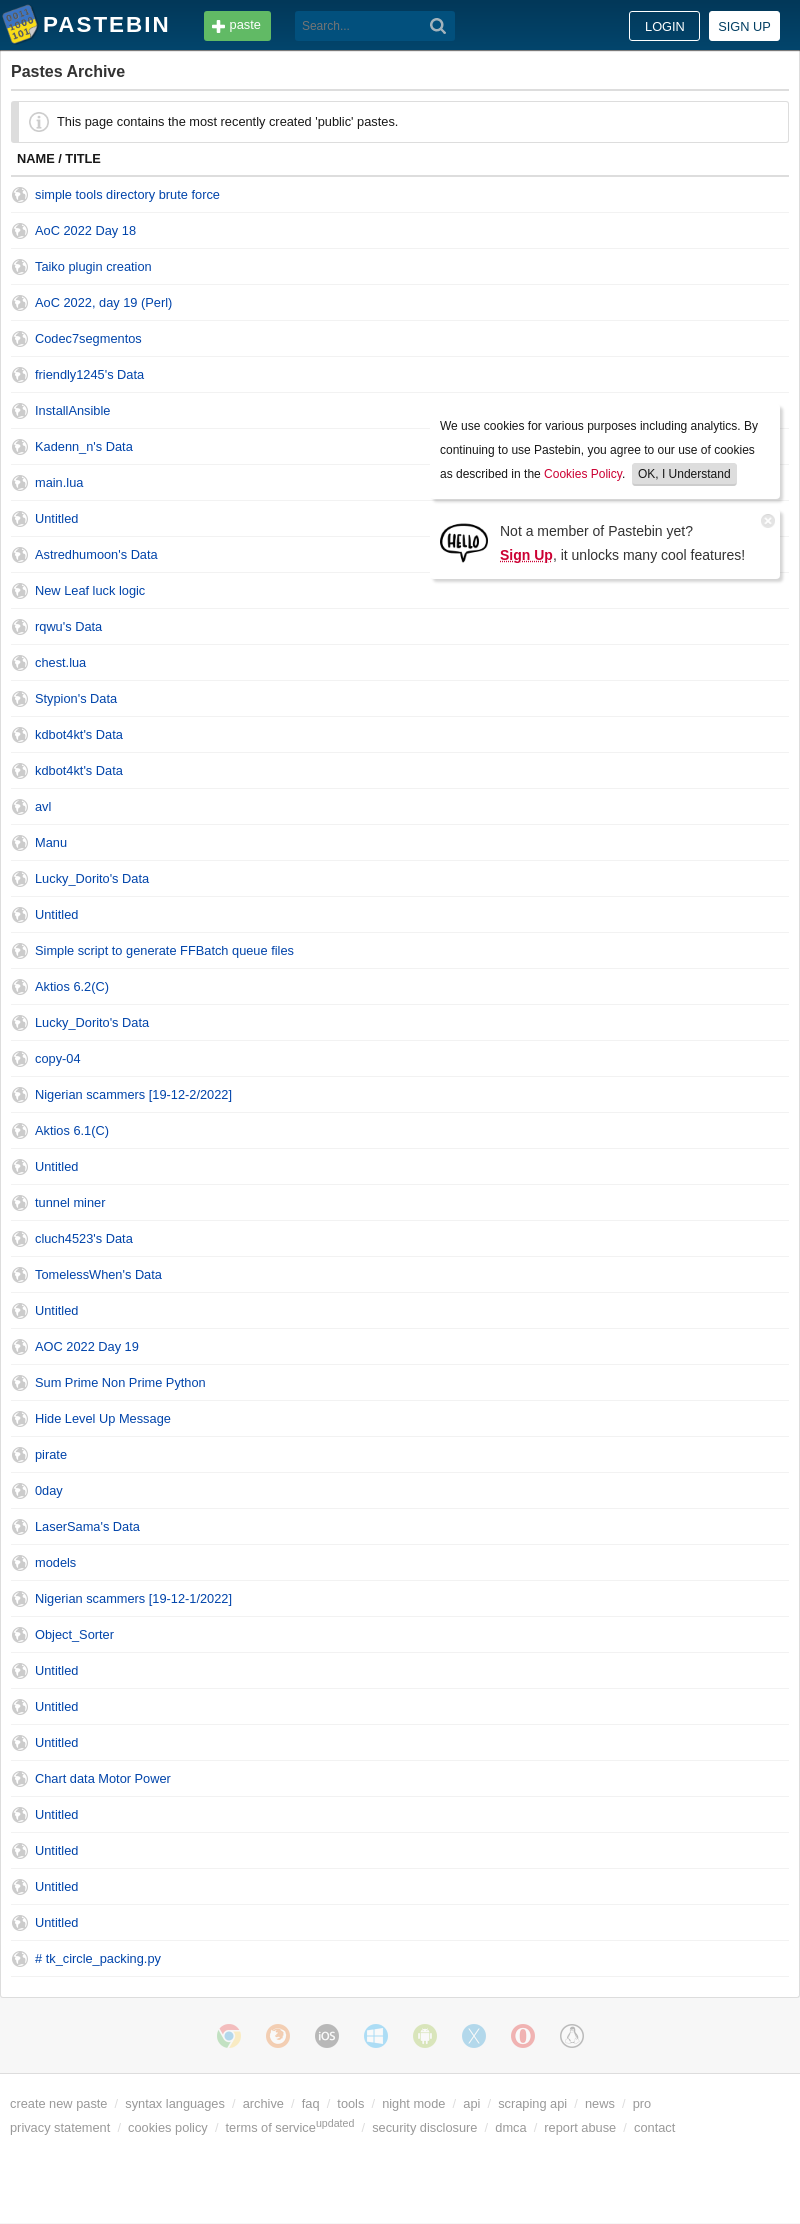 PASTEBIN paste Search... LOGIN SIGN UP
Pastes Archive
This page contains the most recently created 'public' pastes.
NAME / TITLE
simple tools directory brute force
AoC 2022 Day 18
Taiko plugin creation
AoC 2022, day 19 (Perl)
Codec7segmentos
friendly1245's Data
InstallAnsible
Kadenn_n's Data
main.lua
Untitled
Astredhumoon's Data
New Leaf luck logic
We use cookies for various purposes including analytics. By
continuing to use Pastebin, you agree to our use of cookies
as described in the Cookies Policy. OK, I Understand
HELLO
Not a member of Pastebin yet?
Sign Up, it unlocks many cool features!
rqwu's Data
chest.lua
Stypion's Data
kdbot4kt's Data
kdbot4kt's Data
avl
Manu
Lucky_Dorito's Data
Untitled
Simple script to generate FFBatch queue files
Aktios 6.2(C)
Lucky_Dorito's Data
copy-04
Nigerian scammers [19-12-2/2022]
Aktios 6.1(C)
Untitled
tunnel miner
cluch4523's Data
TomelessWhen's Data
Untitled
AOC 2022 Day 19
Sum Prime Non Prime Python
Hide Level Up Message
pirate
0day
LaserSama's Data
models
Nigerian scammers [19-12-1/2022]
Object_Sorter
Untitled
Untitled
Untitled
Chart data Motor Power
Untitled
Untitled
Untitled
Untitled
# tk_circle_packing.py
iOS
create new paste / syntax languages / archive / faq / tools / night mode / api / scraping api / news / pro
privacy statement / cookies policy / terms of serviceupdated / security disclosure / dmca / report abuse / contact